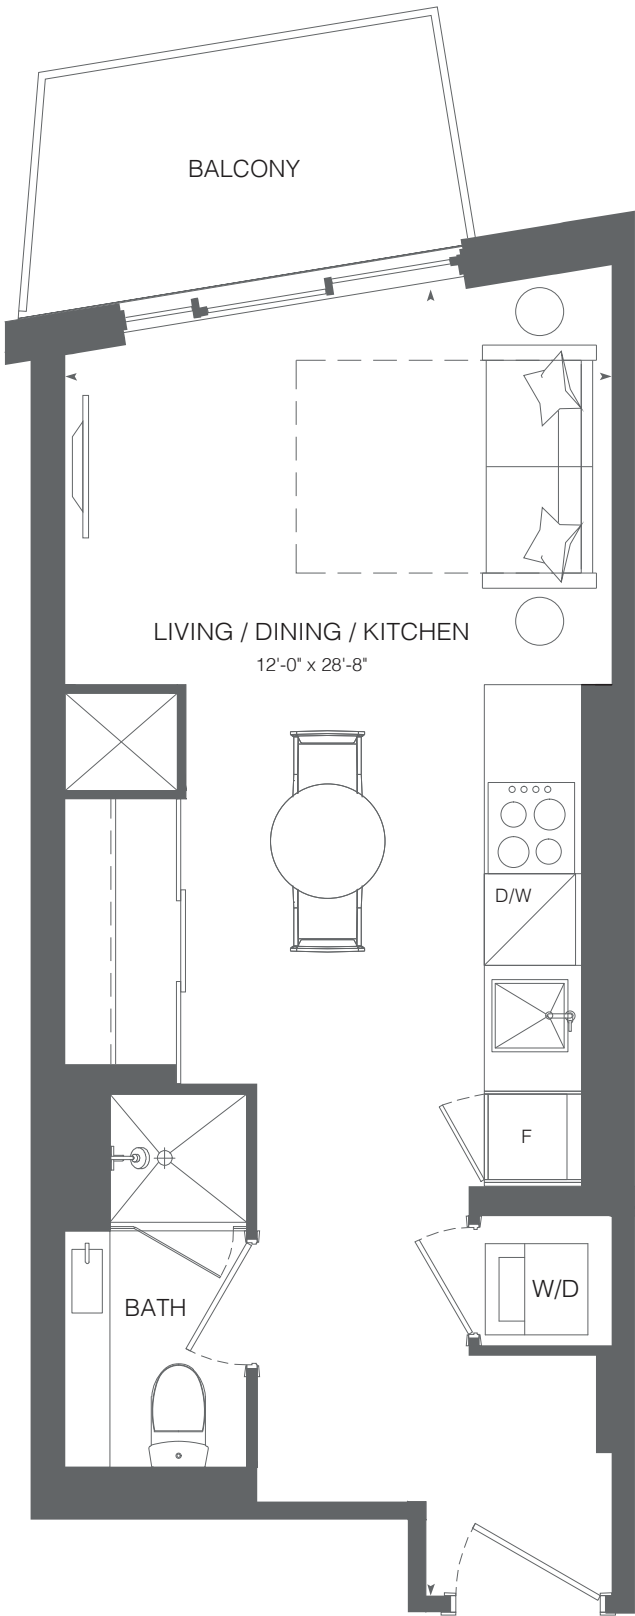 BALCONY
LIVING / DINING / KITCHEN
12'-0" x 28'-8"
D/W
F
W/D
BATH